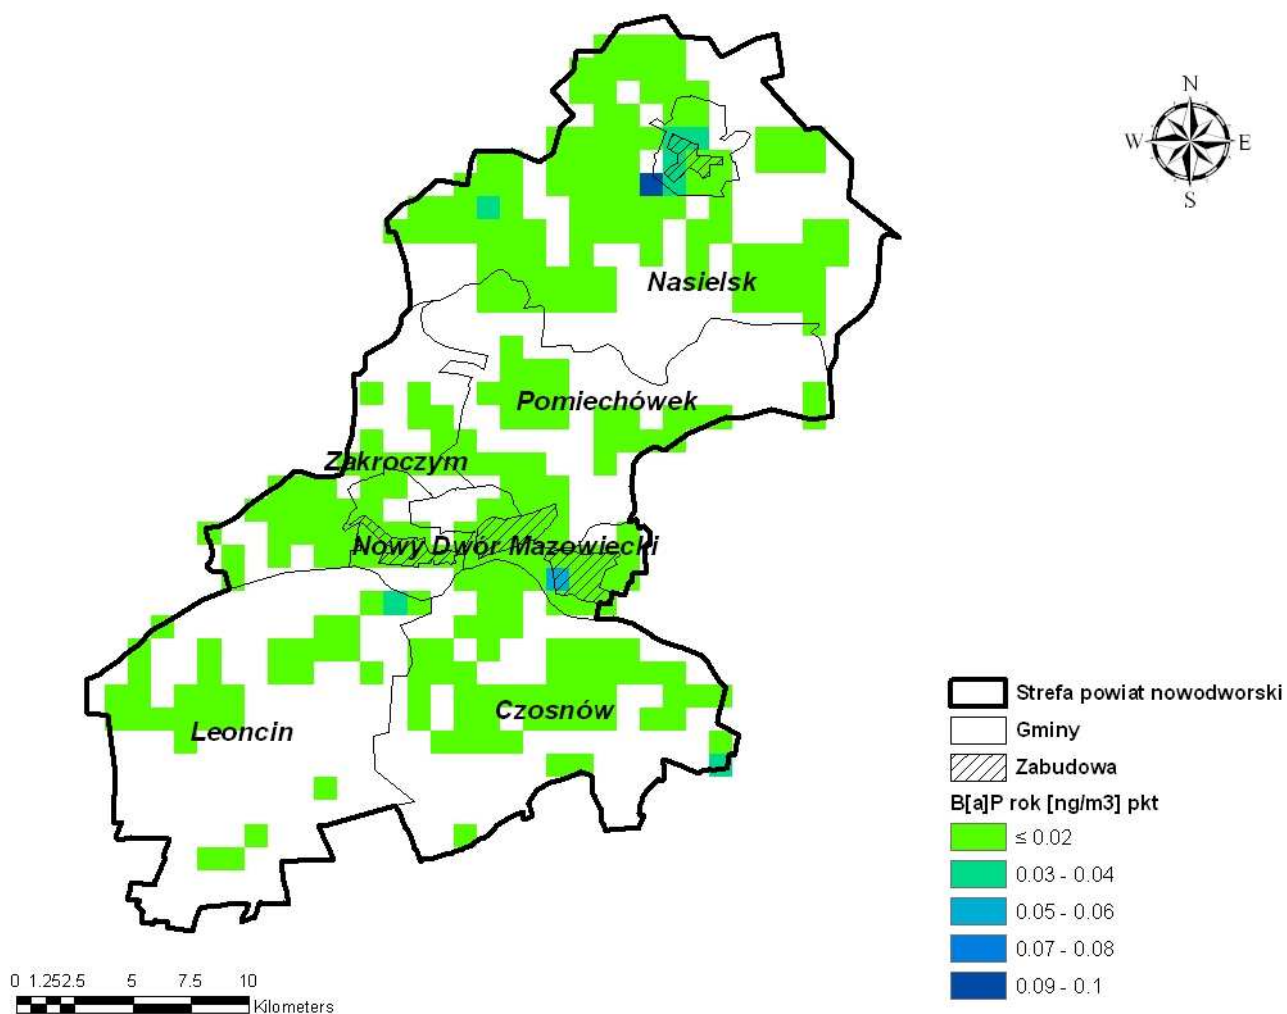 N
W E
S
Nasielsk
Pomiechówek
Zakroczym
Nowy Dwór Mazowiecki
Czosnów
Leoncin
Strefa powiat nowodworski
Gminy
Zabudowa
B[a]P rok [ng/m3] pkt
≤ 0.02
0.03 - 0.04
0.05 - 0.06
0.07 - 0.08
0.09 - 0.1
0 1.252.5 5 7.5 10
Kilometers